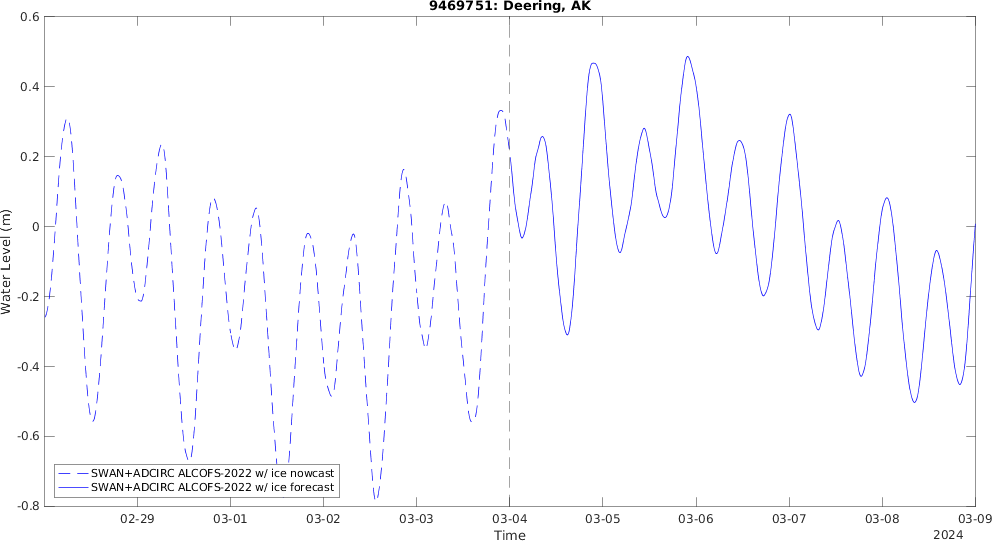 9469751: Deering, AK
0.6
0.4
0.2
0
-0.2
-0.4
-0.6
-0.8
Water Level (m)
SWAN+ADCIRC ALCOFS-2022 w/ ice nowcast
SWAN+ADCIRC ALCOFS-2022 w/ ice forecast
02-29 03-01 03-02 03-03 03-04 03-05 03-06 03-07 03-08 03-09
Time
2024